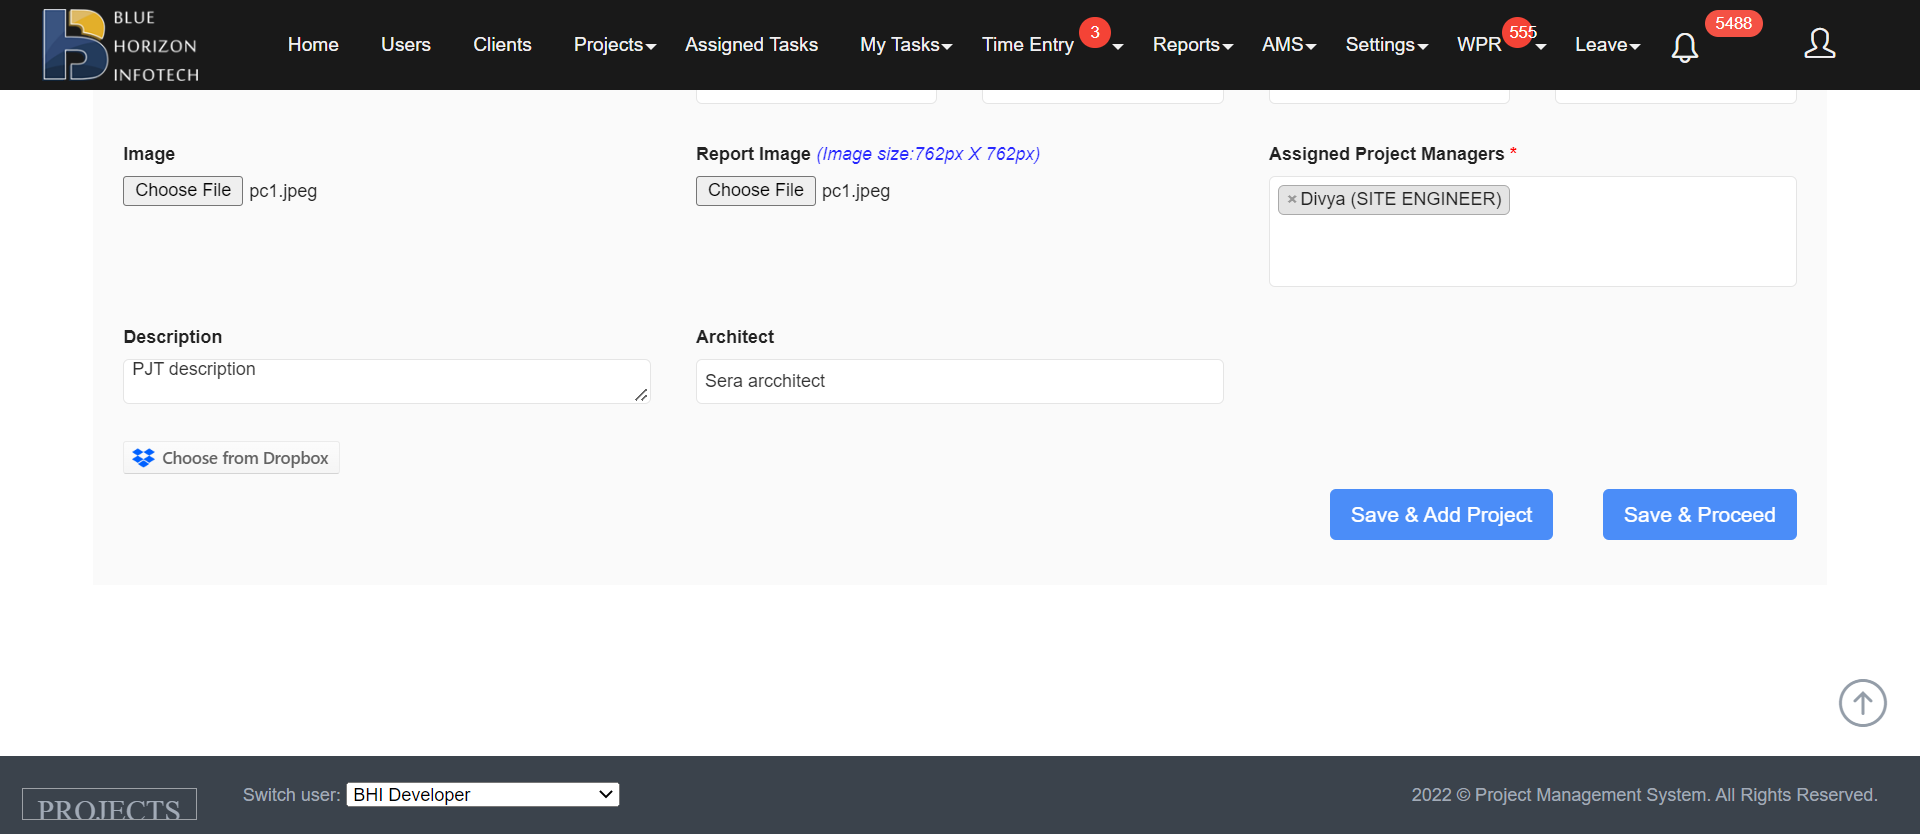 BLUE
HORIZON
INFOTECH
Home Users Clients Projects Assigned Tasks My Tasks Time Entry 3 Reports AMS Settings WPR 555 Leave 5488
Image
Choose File pc1.jpeg
Report Image (Image size:762px X 762px)
Choose File pc1.jpeg
Assigned Project Managers *
× Divya (SITE ENGINEER)
Description
PJT description
Architect
Sera arcchitect
Choose from Dropbox
Save & Add Project Save & Proceed
PROJECTS
Switch user: BHI Developer
2022 © Project Management System. All Rights Reserved.